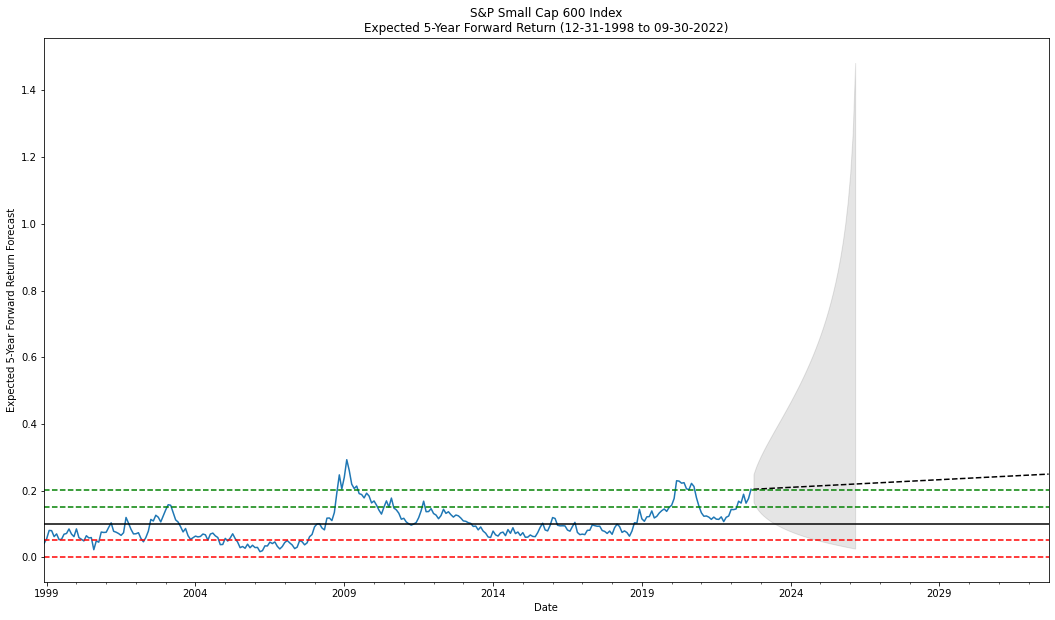 S&P Small Cap 600 Index
Expected 5-Year Forward Return (12-31-1998 to 09-30-2022)
Expected 5-Year Forward Return Forecast
1.4
1.2
1.0
0.8
0.6
0.4
0.2
0.0
1999 2004 2009 2014 2019 2024 2029
Date